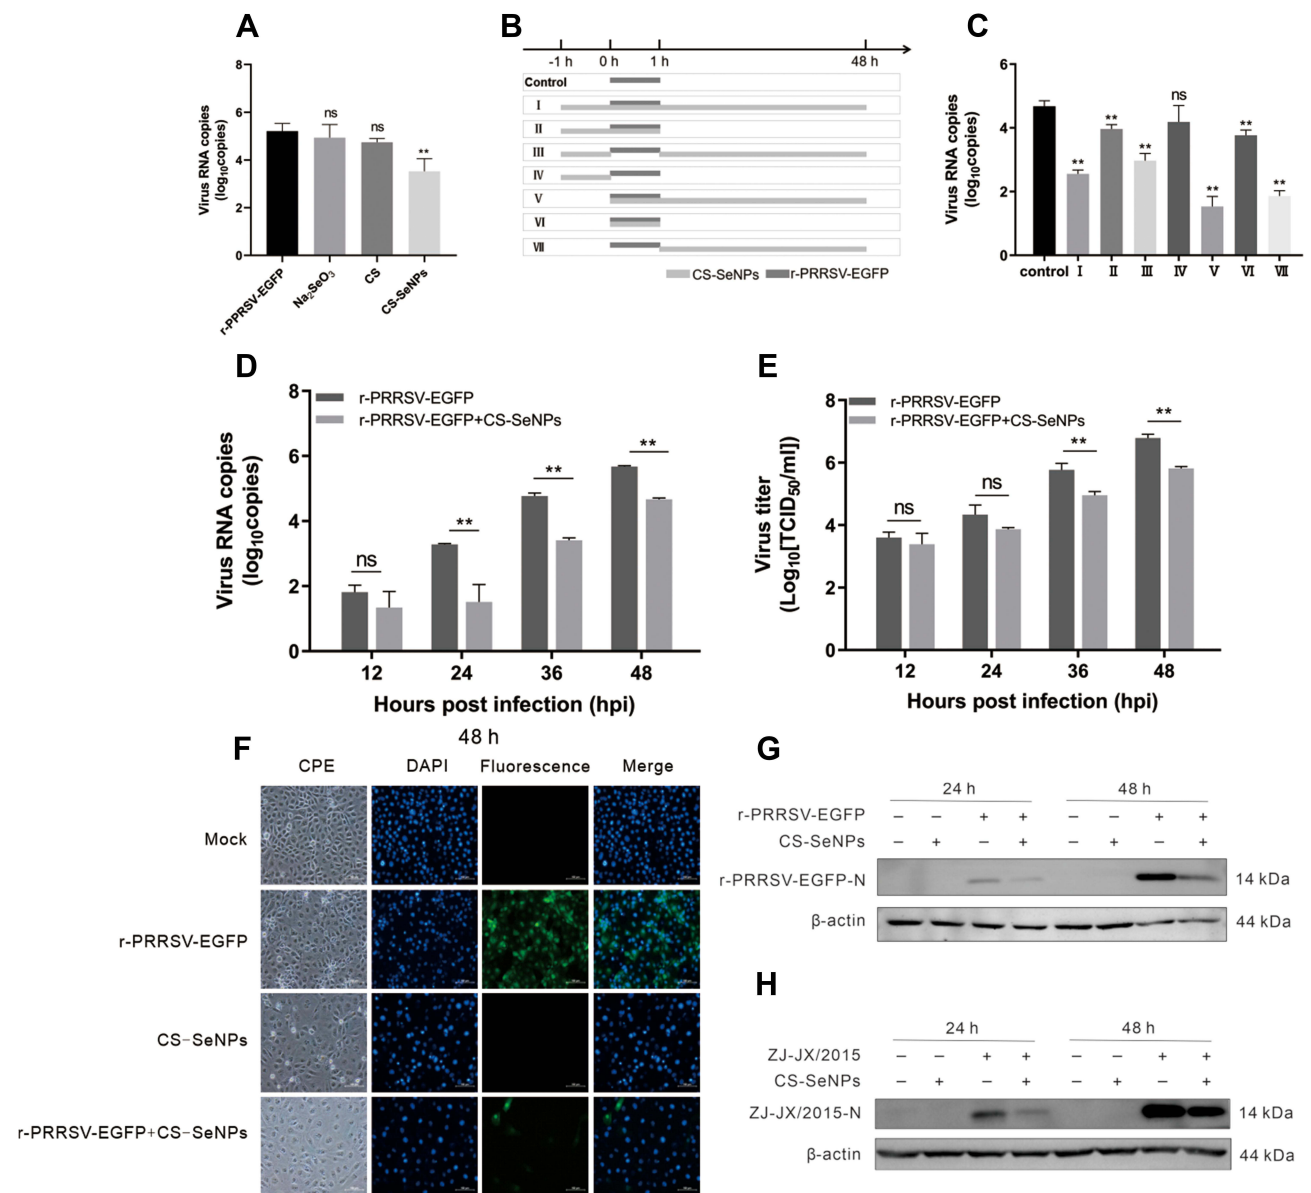 A
8
6
4
2
0
Virus RNA copies
(log10copies)
ns
ns
**
r-PPRSV-EGFP
Na2SeO3
CS
CS-SeNPs
B
-1 h 0 h 1 h 48 h
Control
I
II
III
IV
V
VI
VII
CS-SeNPs r-PRRSV-EGFP
C
6
4
2
0
Virus RNA copies
(log10copies)
**
**
**
ns
**
**
**
control I II III IV V VI VII
D
8
6
4
2
0
Virus RNA copies
(log10copies)
r-PRRSV-EGFP
r-PRRSV-EGFP+CS-SeNPs
ns
**
**
**
12 24 36 48
Hours post infection (hpi)
E
8
6
4
2
0
Virus titer
(Log10[TCID50/ml])
r-PRRSV-EGFP
r-PRRSV-EGFP+CS-SeNPs
ns
ns
**
**
12 24 36 48
Hours post infection (hpi)
F
48 h
CPE DAPI Fluorescence Merge
Mock
r-PRRSV-EGFP
CS-SeNPs
r-PRRSV-EGFP+CS-SeNPs
G
24 h 48 h
r-PRRSV-EGFP − − + + − − + +
CS-SeNPs − + − + − + − +
r-PRRSV-EGFP-N 14 kDa
β-actin 44 kDa
H
24 h 48 h
ZJ-JX/2015 − − + + − − + +
CS-SeNPs − + − + − + − +
ZJ-JX/2015-N 14 kDa
β-actin 44 kDa